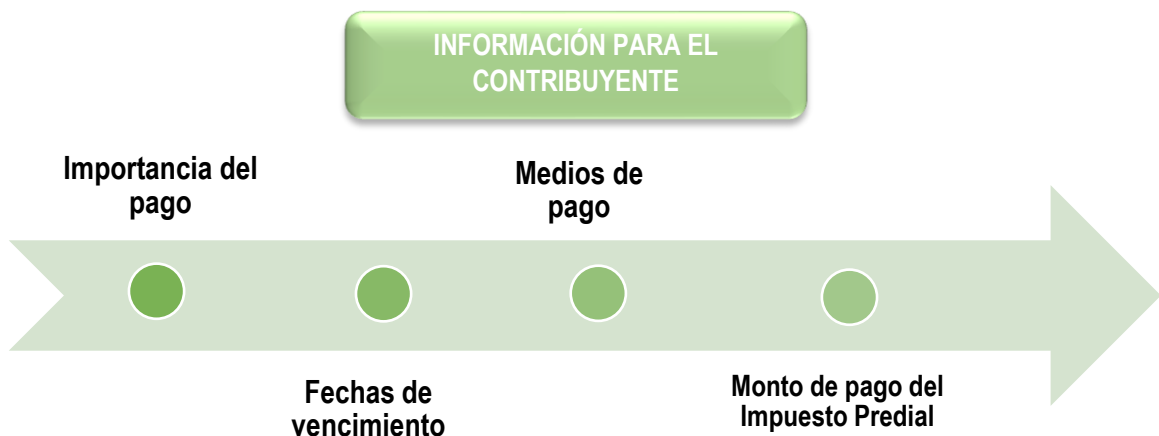 INFORMACIÓN PARA EL
CONTRIBUYENTE
Importancia del
pago
Fechas de
vencimiento
Medios de
pago
Monto de pago del
Impuesto Predial